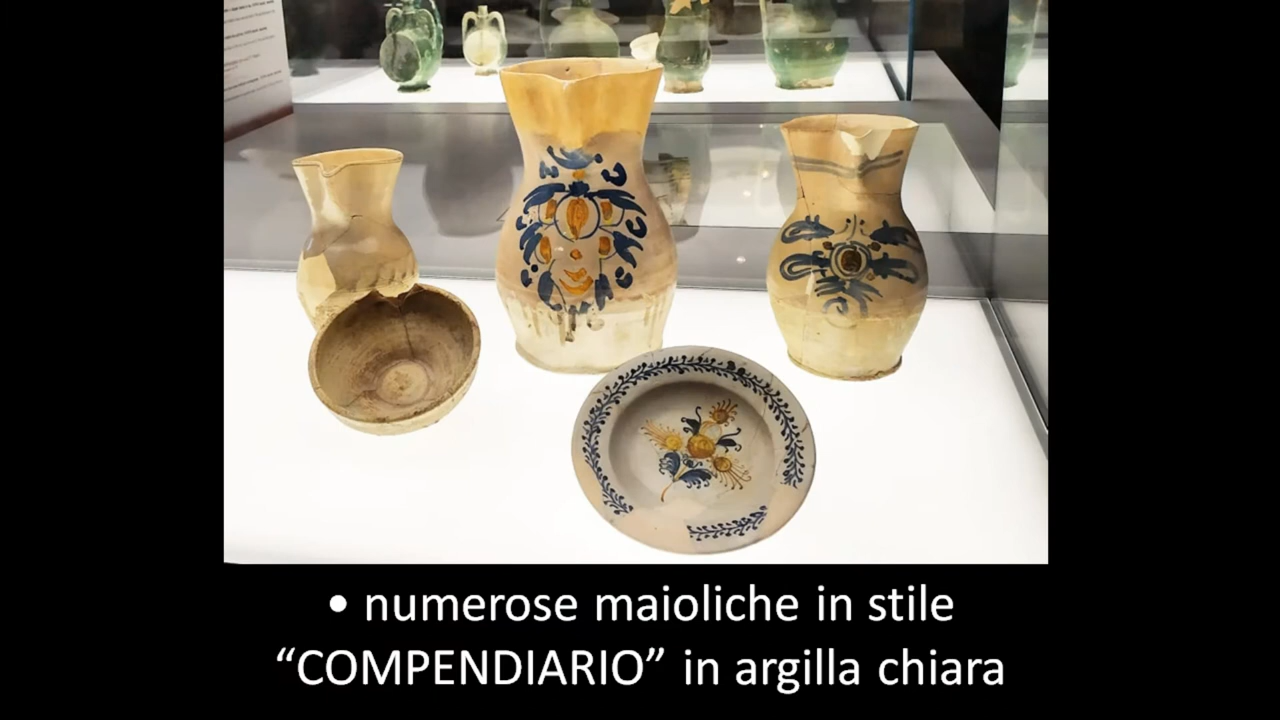 • numerose maioliche in stile
“COMPENDIARIO” in argilla chiara